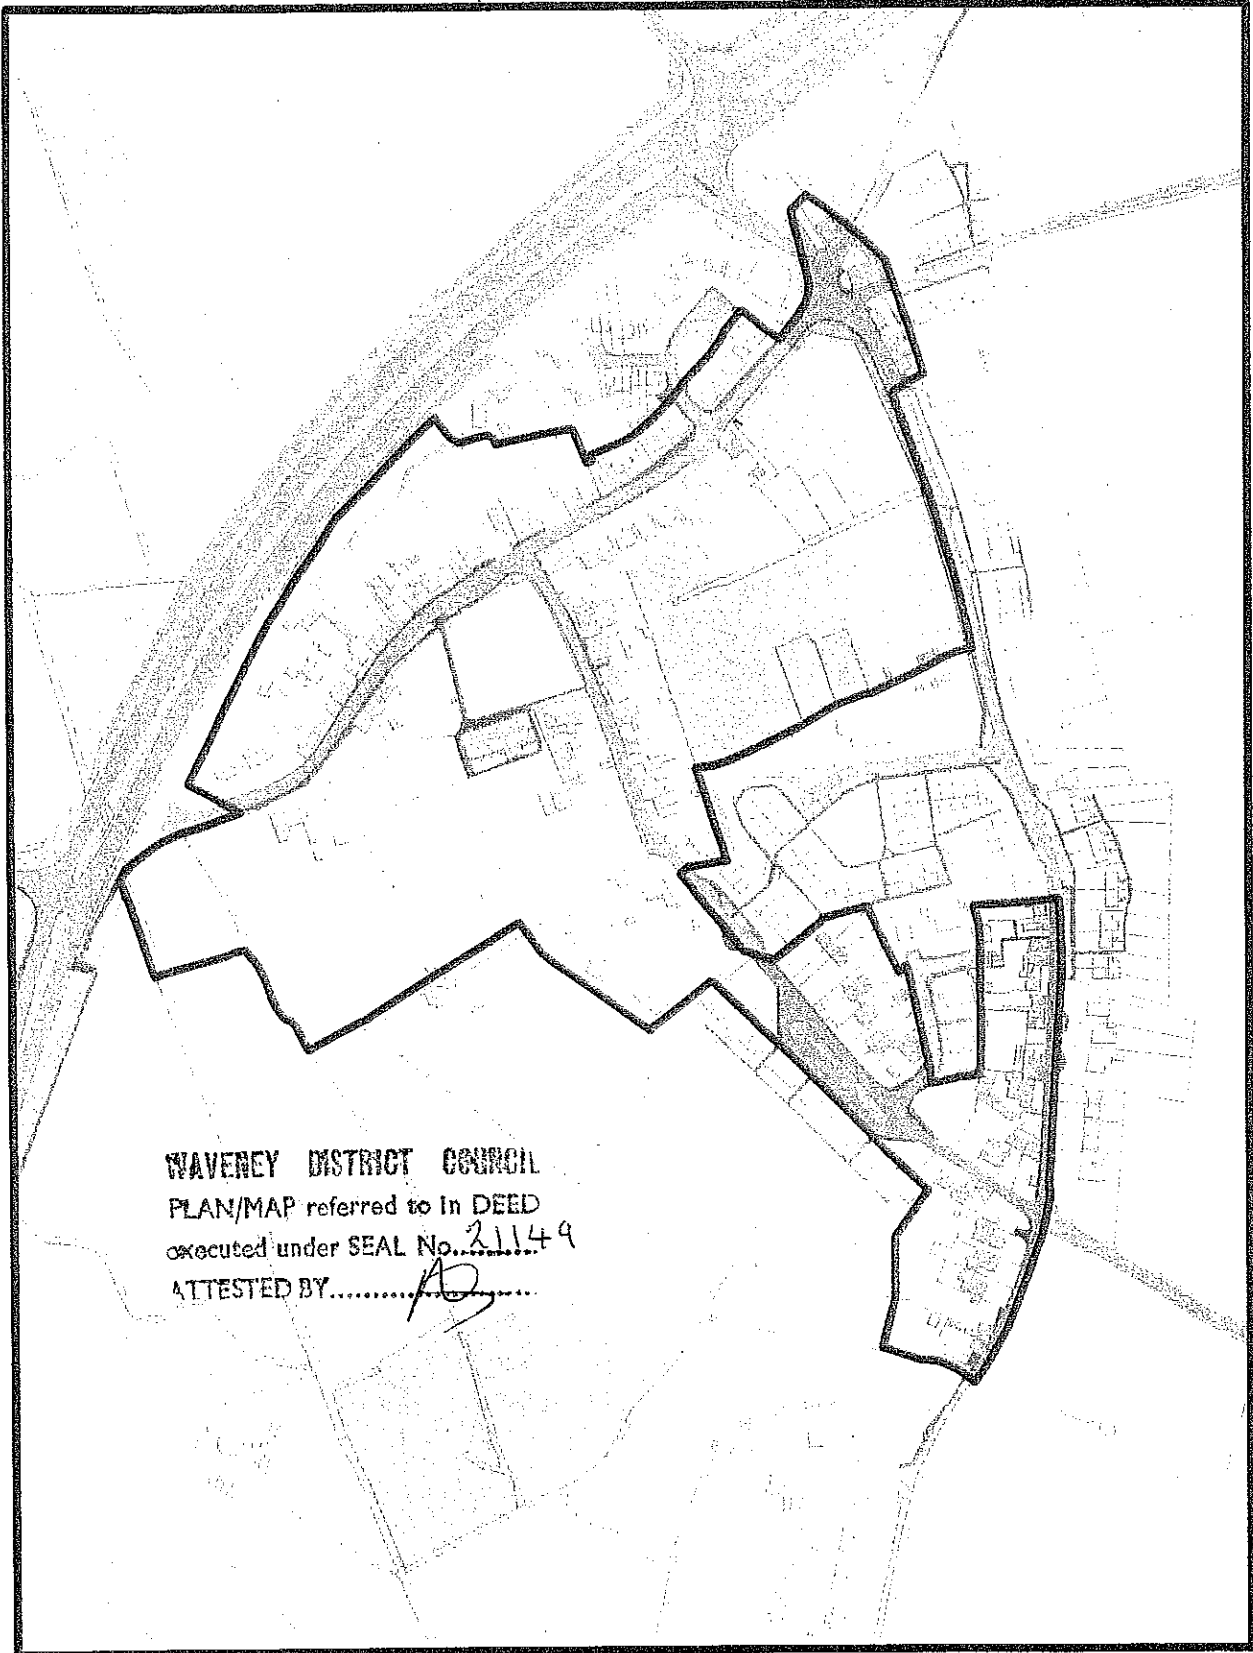 WAVENEY DISTRICT COUNCIL
PLAN/MAP referred to in DEED
executed under SEAL No. 21149
ATTESTED BY